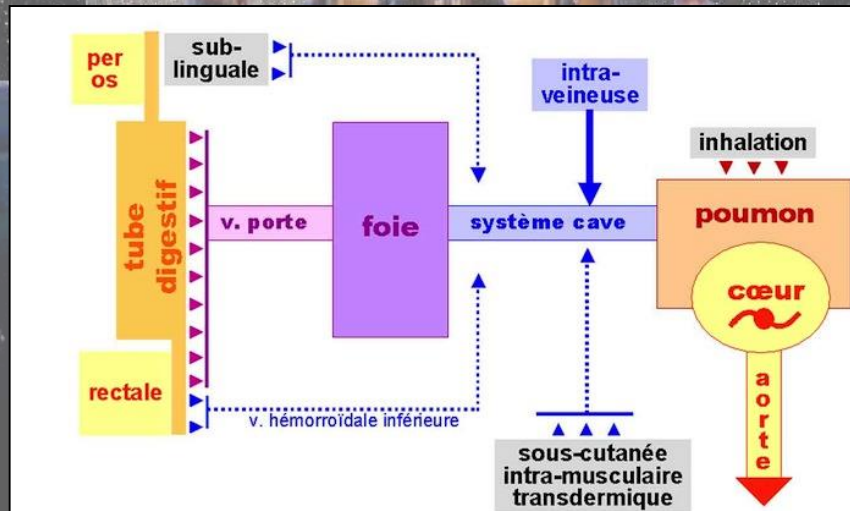 per
os
sub-
linguale
intra-
veineuse
inhalation
tube
digestif
v. porte
foie
système cave
poumon
cœur
rectale
v. hémorroïdale inférieure
sous-cutanée
intra-musculaire
transdermique
aorte